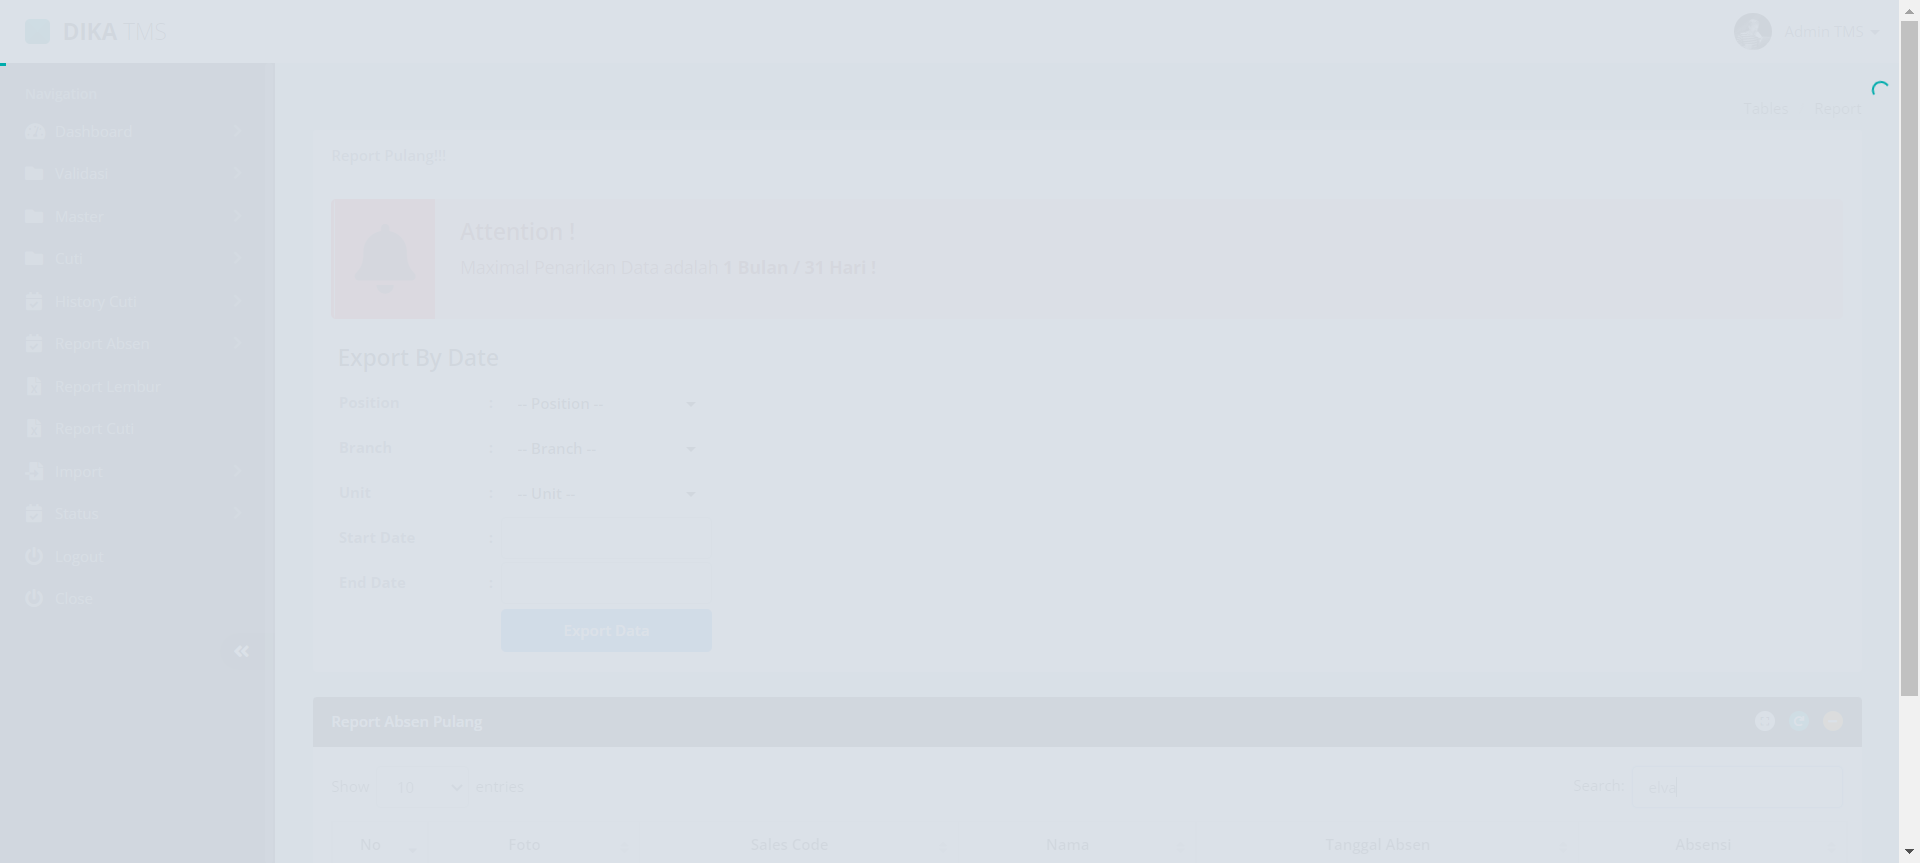 DIKA TMS
Admin TMS
Navigation
Dashboard
Validasi
Master
Cuti
History Cuti
Report Absen
Report Lembur
Report Cuti
Import
Status
Logout
Close
Tables Report
Report Pulang!!!
Attention !
Maximal Penarikan Data adalah 1 Bulan / 31 Hari !
Export By Date
Position : -- Position --
Branch : -- Branch --
Unit : -- Unit --
Start Date :
End Date :
Export Data
Report Absen Pulang
Show 10 entries
Search: elva
No Foto Sales Code Name Tanggal Absen Absensi